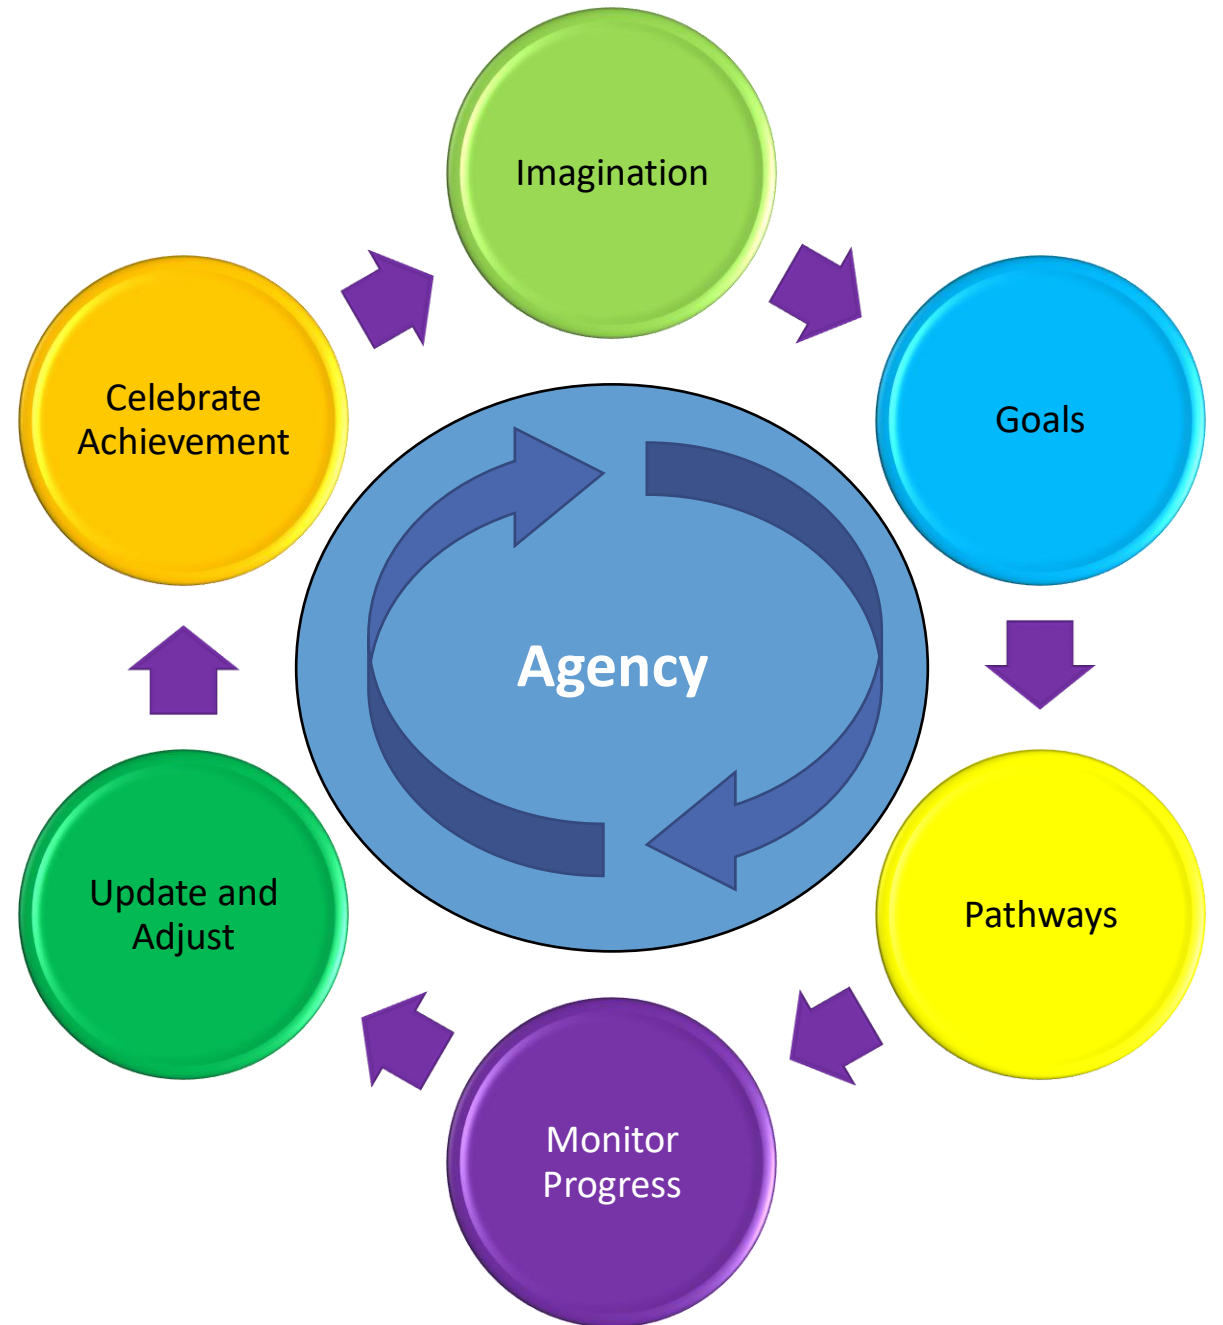 Imagination
Goals
Pathways
Monitor
Progress
Update and
Adjust
Celebrate
Achievement
Agency